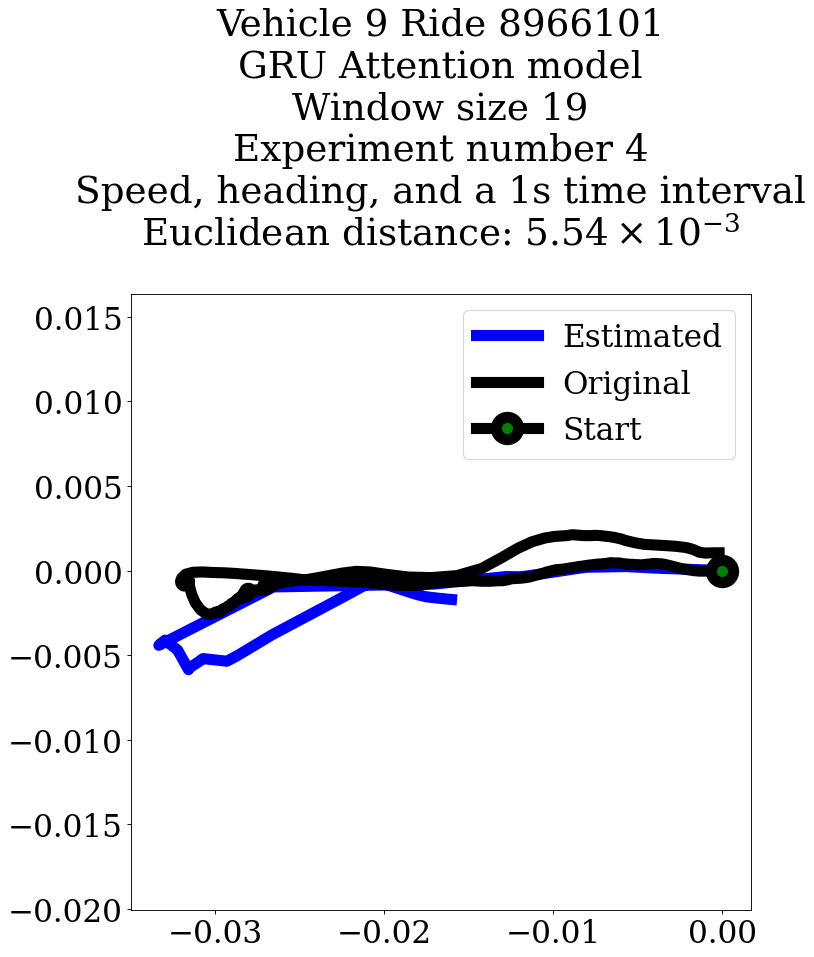 Vehicle 9 Ride 8966101
GRU Attention model
Window size 19
Experiment number 4
Speed, heading, and a 1s time interval
Euclidean distance: 5.54 × 10⁻³
Estimated
Original
Start
0.015
0.010
0.005
0.000
−0.005
−0.010
−0.015
−0.020
−0.03
−0.02
−0.01
0.00